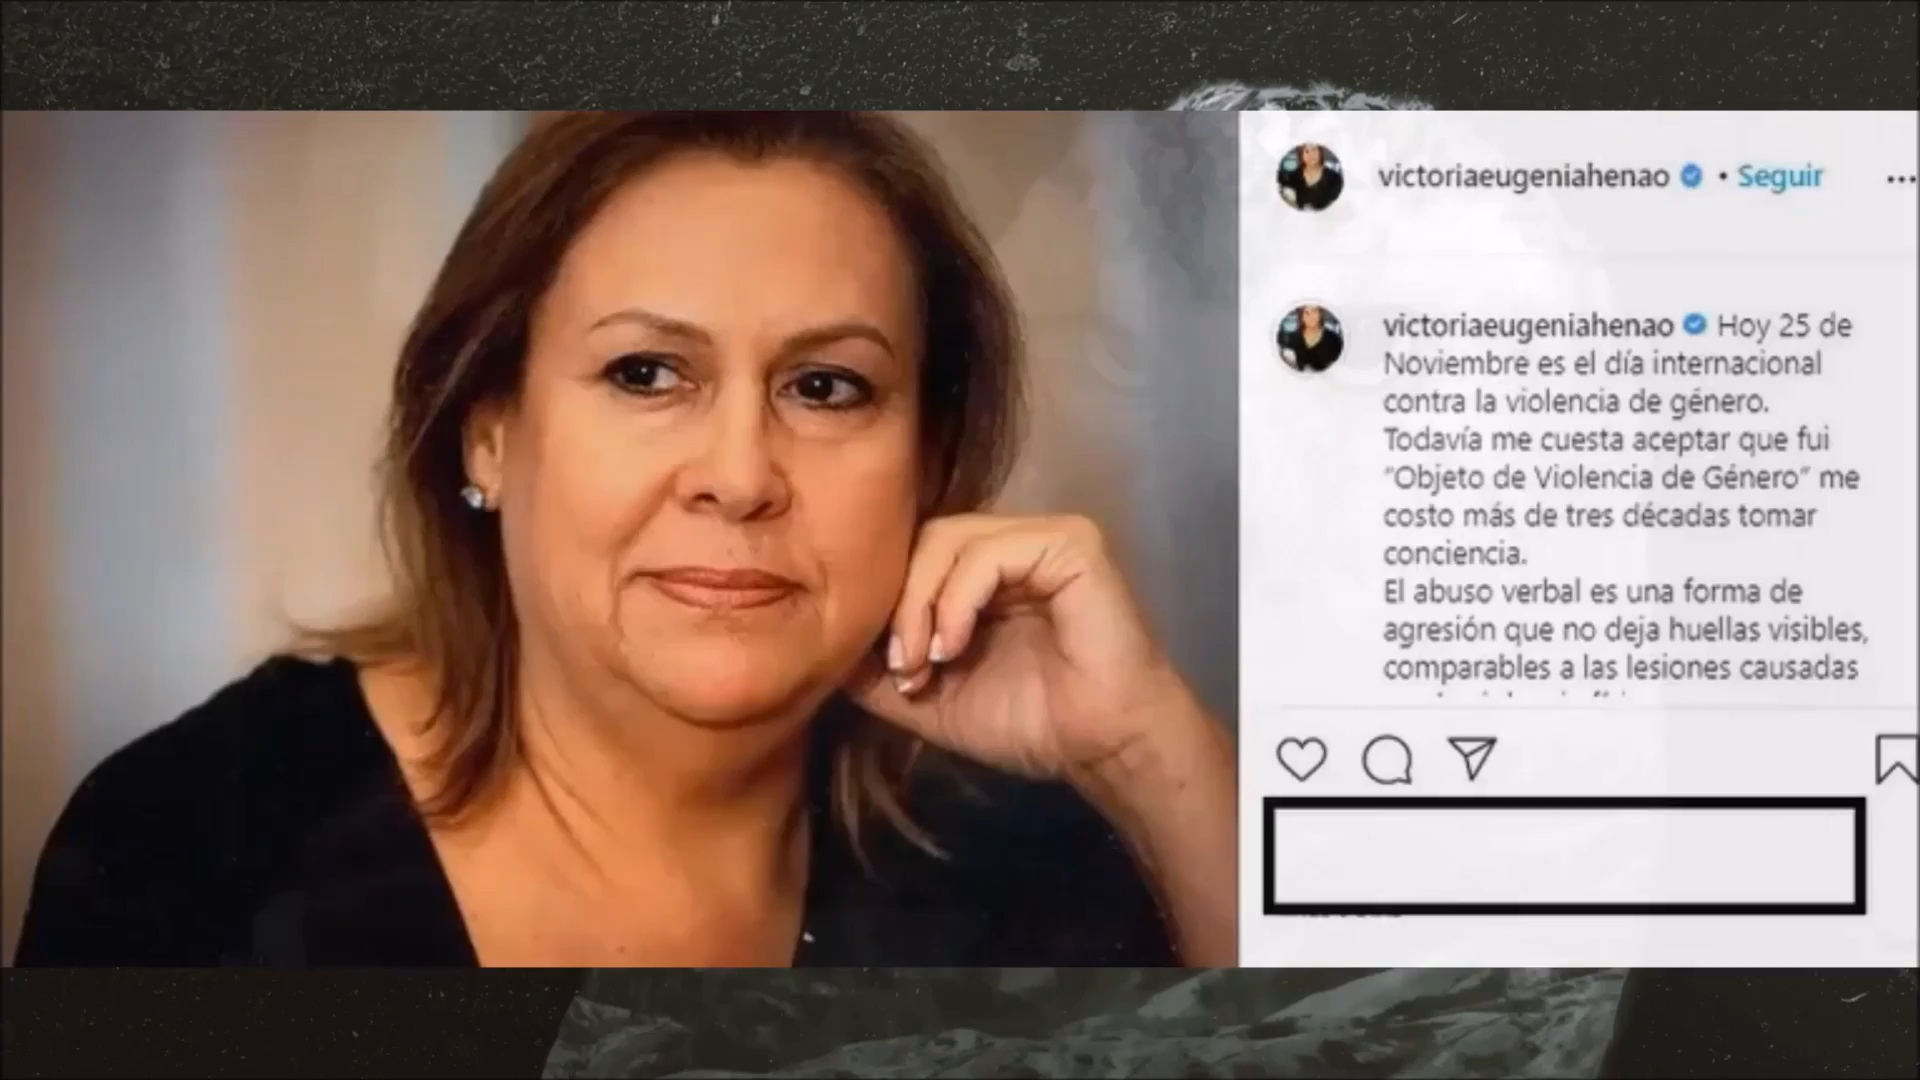 victoriaeugeniahenao • Seguir
victoriaeugeniahenao Hoy 25 de
Noviembre es el día internacional
contra la violencia de género.
Todavía me cuesta aceptar que fui
“Objeto de Violencia de Género” me
costo más de tres décadas tomar
conciencia.
El abuso verbal es una forma de
agresión que no deja huellas visibles,
comparables a las lesiones causadas